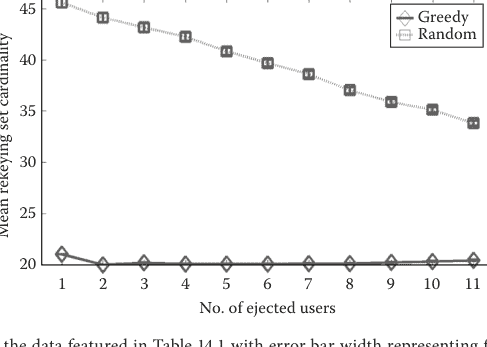 45
40
35
30
25
20
Mean rekeying set cardinality
Greedy
Random
1 2 3 4 5 6 7 8 9 10 11
No. of ejected users
the data featured in Table 14.1 with error bar width representing